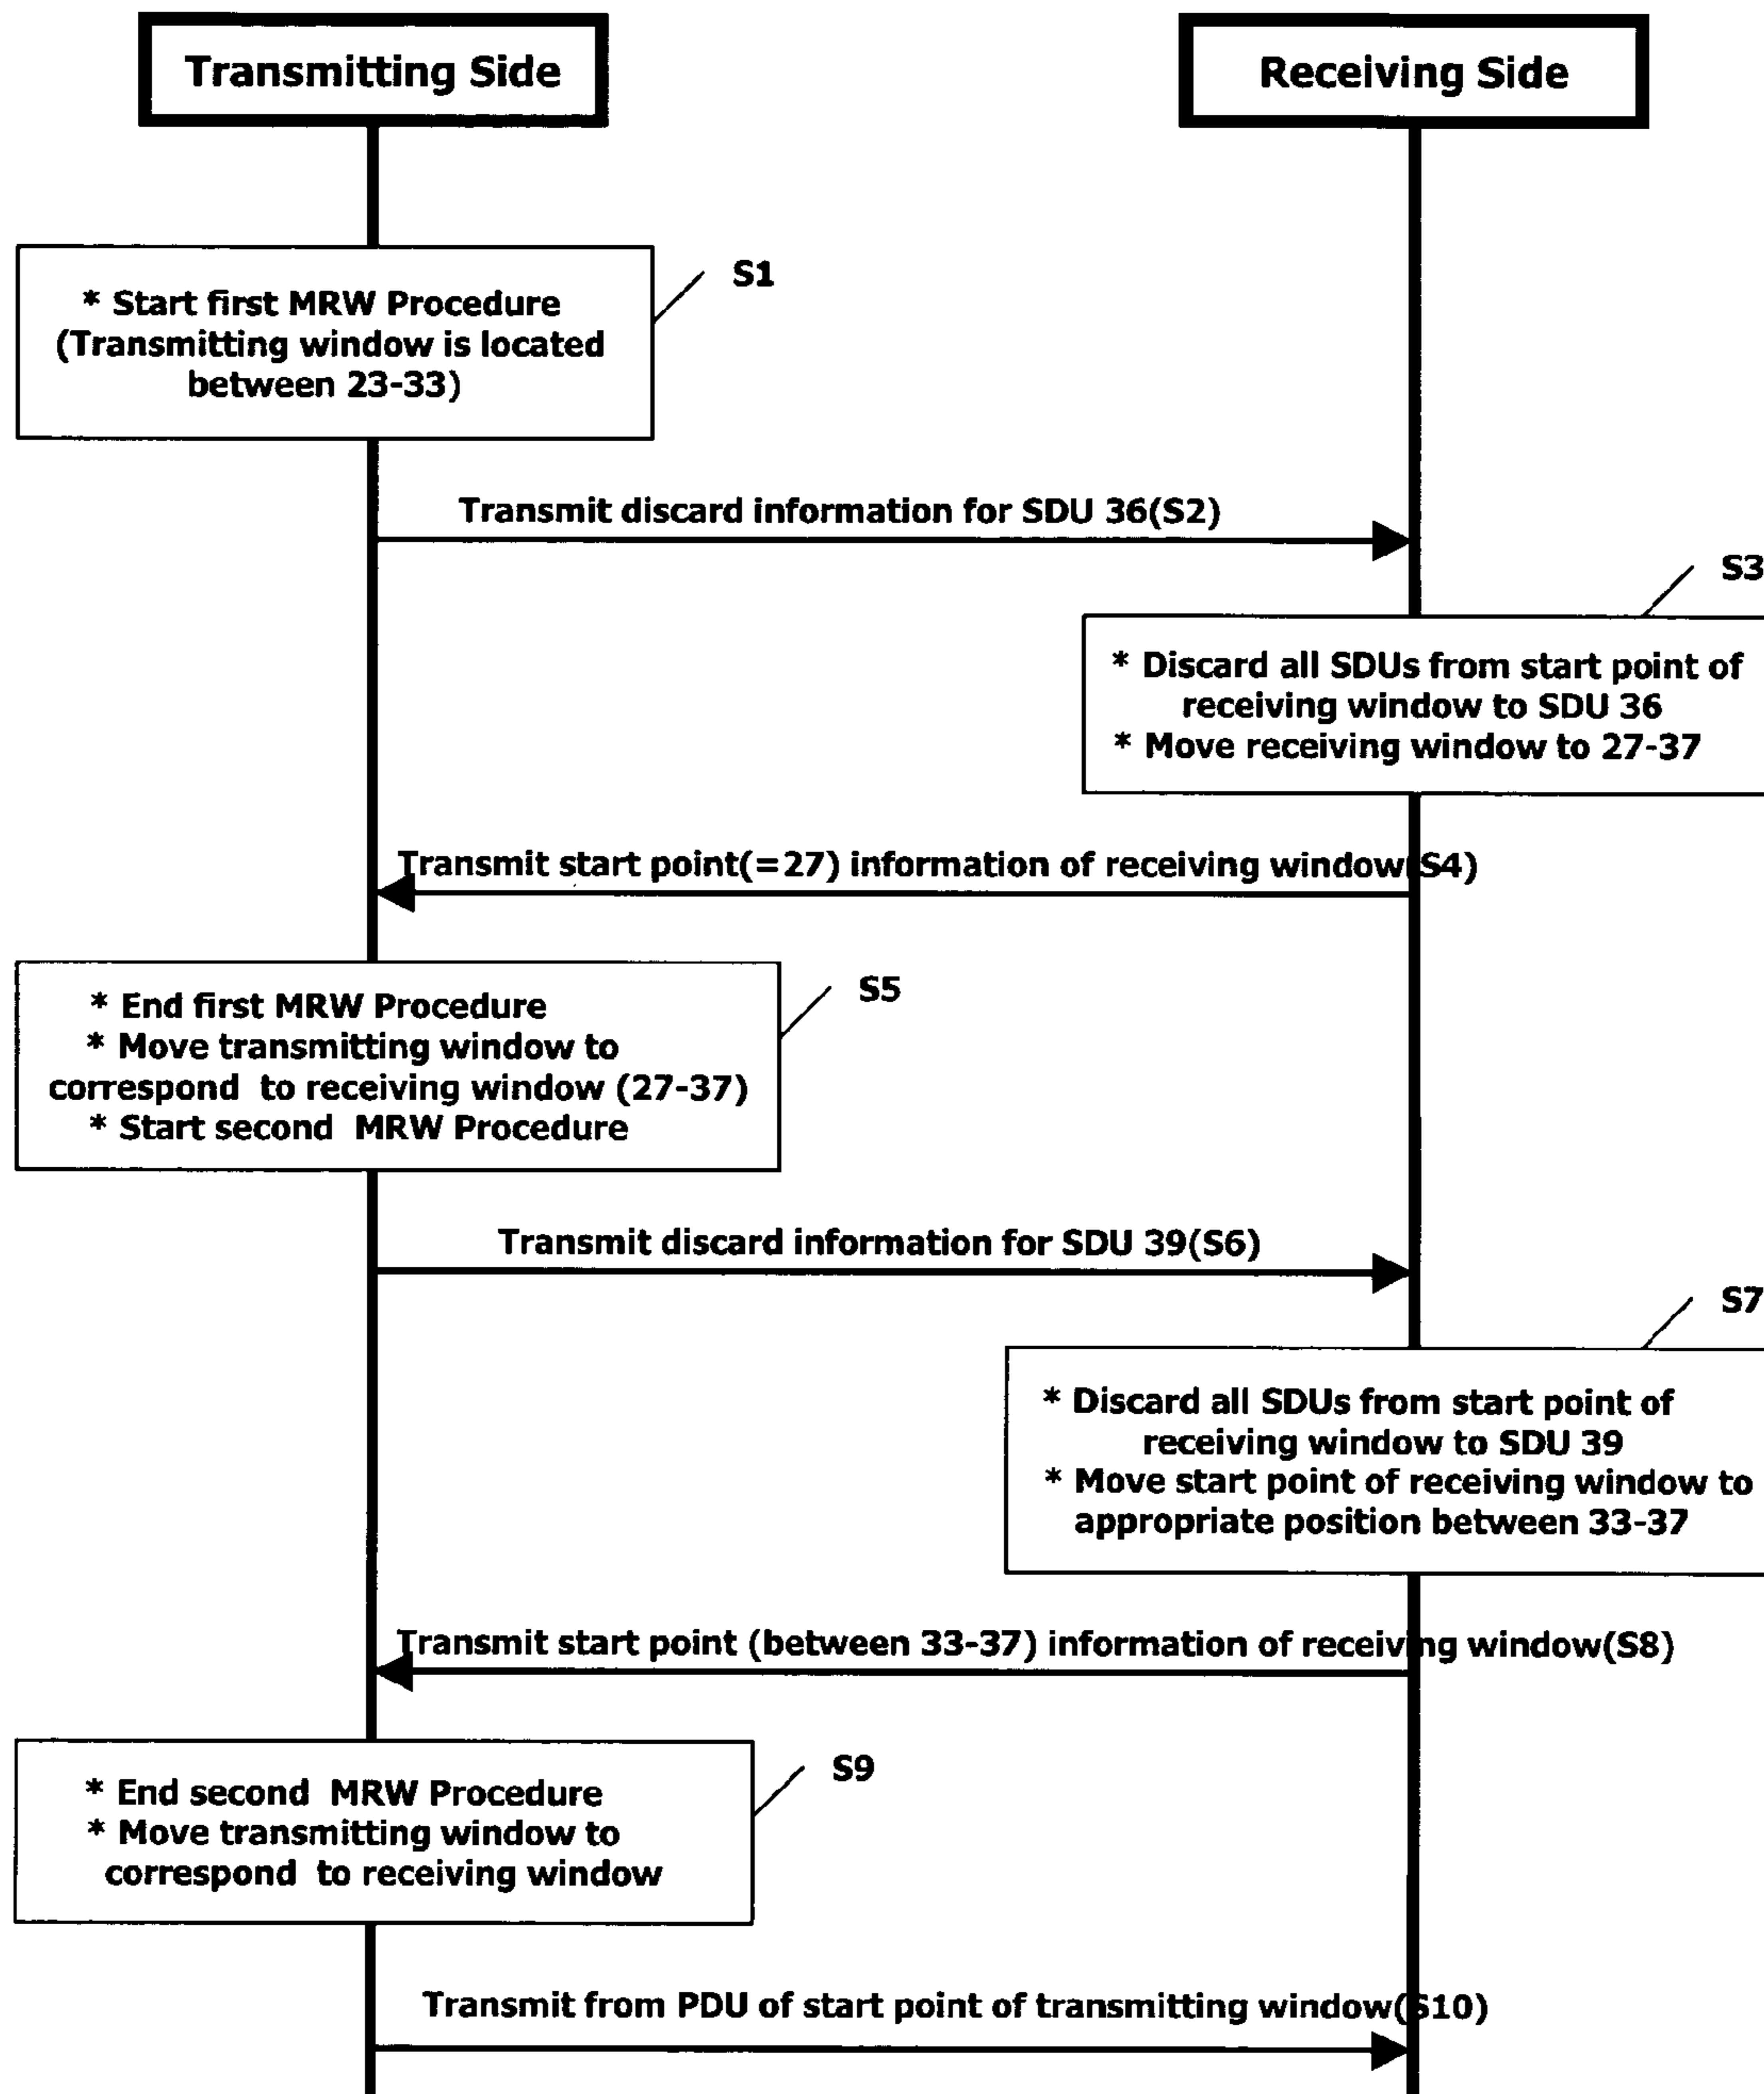 Transmitting Side
Receiving Side
* Start first MRW Procedure
(Transmitting window is located
between 23-33)
S1
Transmit discard information for SDU 36(S2)
S3
* Discard all SDUs from start point of
receiving window to SDU 36
* Move receiving window to 27-37
Transmit start point(=27) information of receiving window(S4)
* End first MRW Procedure
* Move transmitting window to
correspond to receiving window (27-37)
* Start second MRW Procedure
S5
Transmit discard information for SDU 39(S6)
S7
* Discard all SDUs from start point of
receiving window to SDU 39
* Move start point of receiving window to
appropriate position between 33-37
Transmit start point (between 33-37) information of receiving window(S8)
* End second MRW Procedure
* Move transmitting window to
correspond to receiving window
S9
Transmit from PDU of start point of transmitting window(S10)